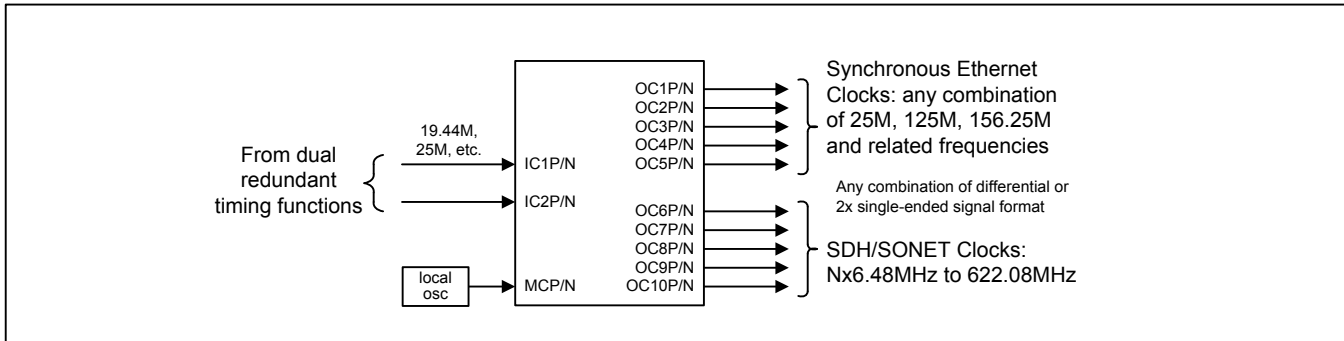 From dual
redundant
timing functions
19.44M,
25M, etc.
local
osc
IC1P/N
IC2P/N
MCP/N
OC1P/N
OC2P/N
OC3P/N
OC4P/N
OC5P/N
OC6P/N
OC7P/N
OC8P/N
OC9P/N
OC10P/N
Synchronous Ethernet
Clocks: any combination
of 25M, 125M, 156.25M
and related frequencies
Any combination of differential or
2x single-ended signal format
SDH/SONET Clocks:
Nx6.48MHz to 622.08MHz